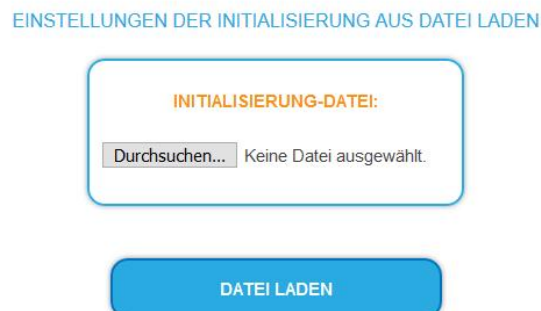 EINSTELLUNGEN DER INITIALISIERUNG AUS DATEI LADEN
INITIALISIERUNG-DATEI:
Durchsuchen... Keine Datei ausgewählt.
DATEI LADEN